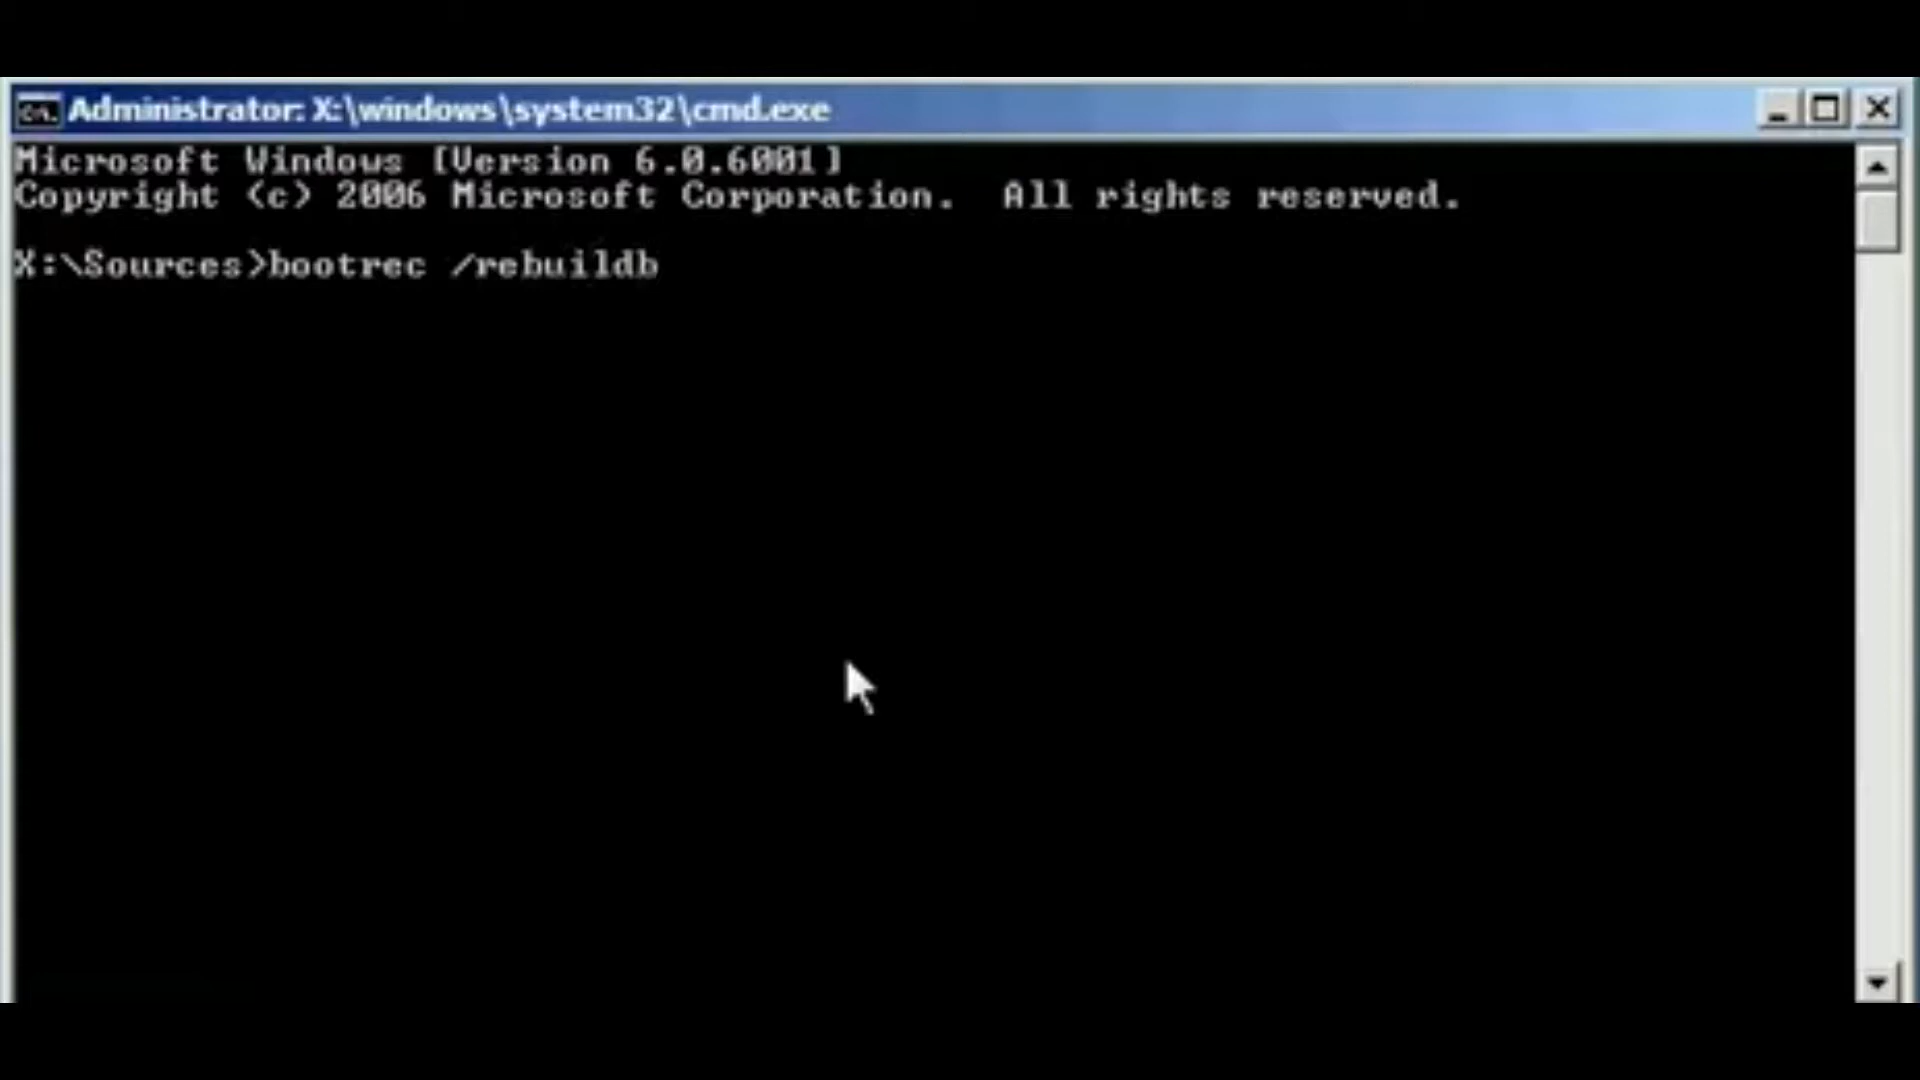 Administrator: X:\windows\system32\cmd.exe
Microsoft Windows [Version 6.0.6001]
Copyright (c) 2006 Microsoft Corporation.  All rights reserved.
X:\Sources>bootrec /rebuildb